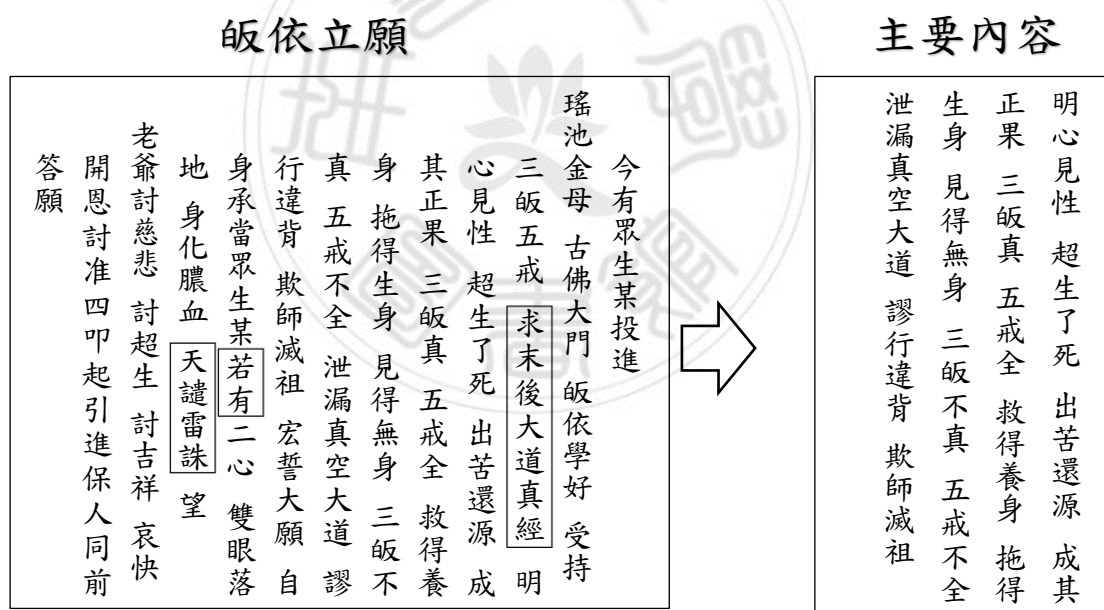 皈依立願
今有眾生某投進
瑤池金母 古佛大門 皈依學好 受持
三皈五戒 求末後大道真經 明
心見性 超生了死 出苦還源 成
其正果 三皈真 五戒全 救得養
身 拖得生身 見得無身 三皈不
真 五戒不全 泄漏真空大道 謬
行違背 欺師滅祖 宏誓大願 自
身承當眾生某若有二心 雙眼落
地 身化膿血 天譴雷誅 望
老爺討慈悲 討超生 討吉祥 哀快
開恩討准四叩起引進保人同前
答願
主要內容
明心見性 超生了死 出苦還源 成其
正果 三皈真 五戒全 救得養身 拖得
生身 見得無身 三皈不真 五戒不全
泄漏真空大道 謬行違背 欺師滅祖